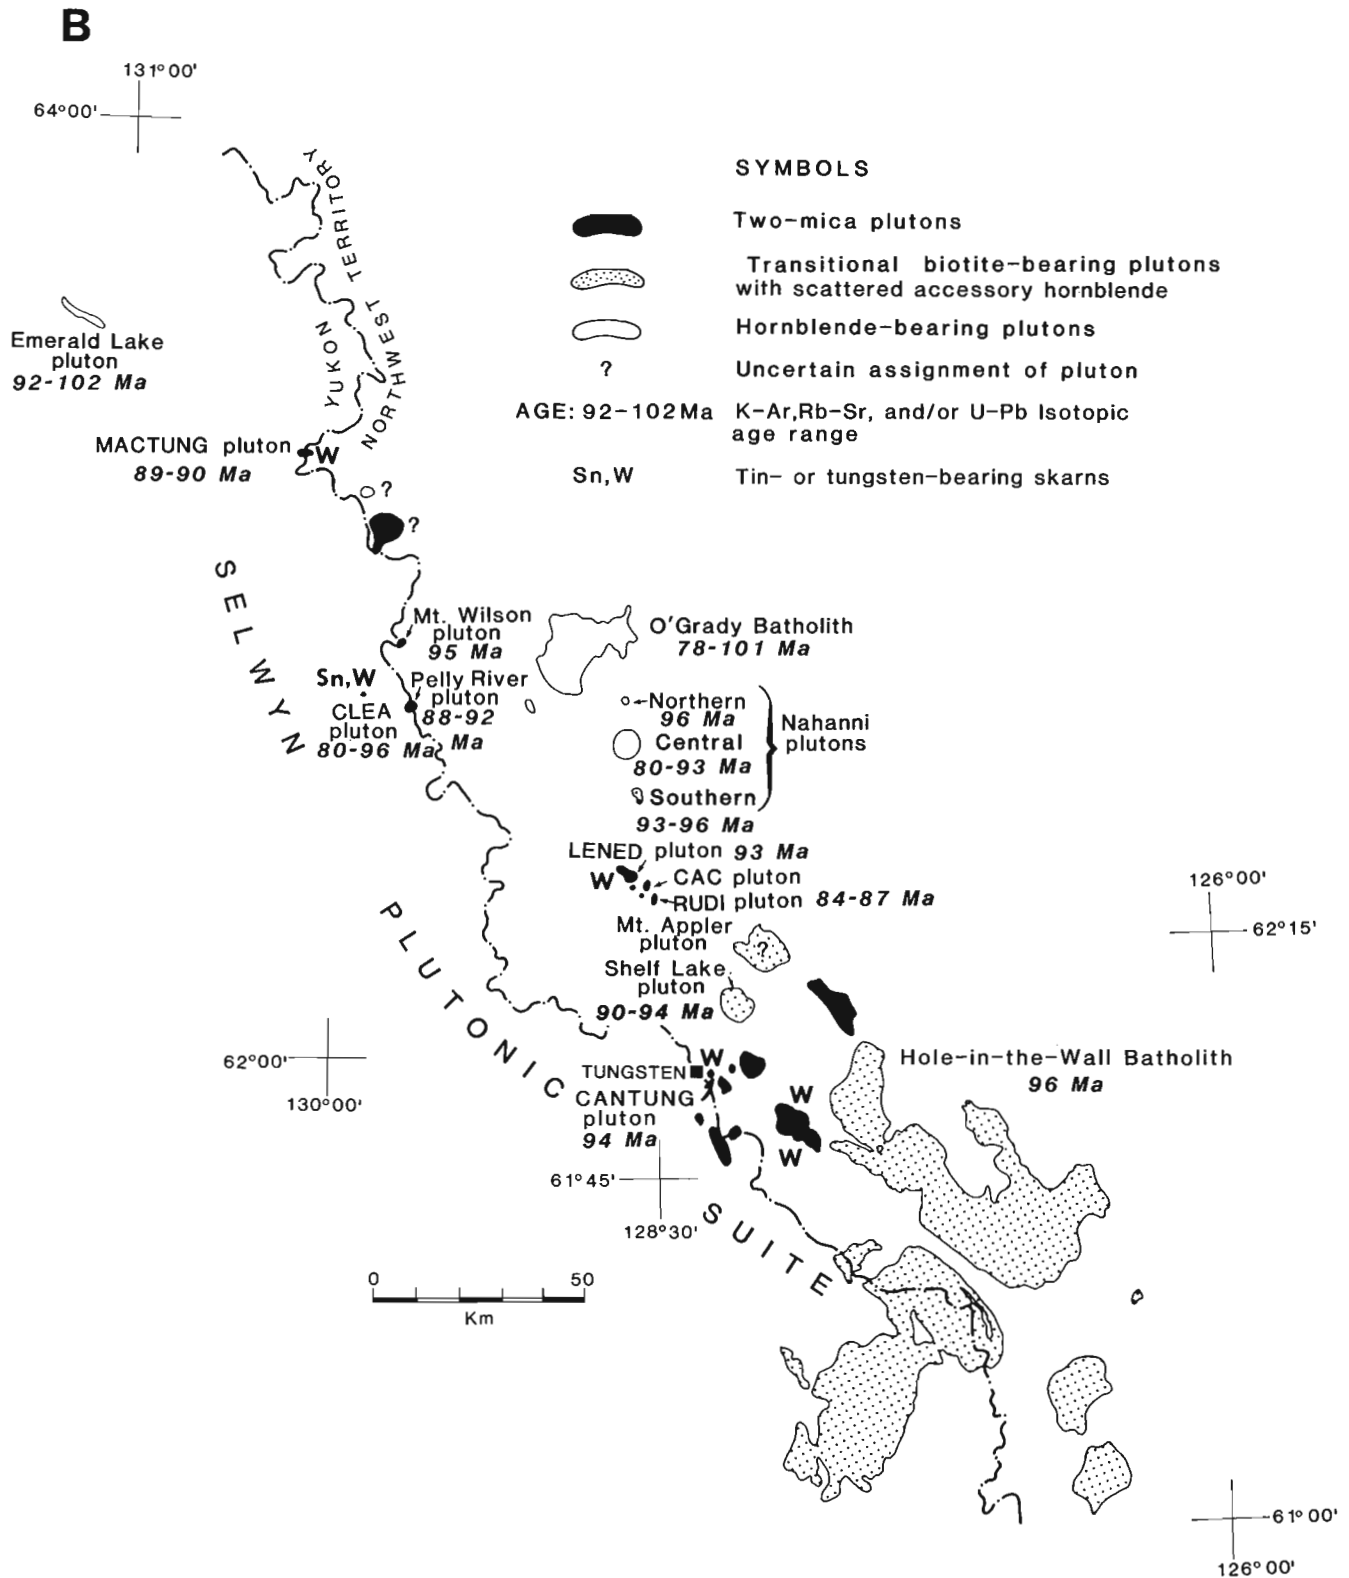 B
131°00'
64°00'
YUKON TERRITORY
NORTHWEST
SYMBOLS
Two-mica plutons
Transitional biotite-bearing plutons
with scattered accessory hornblende
Hornblende-bearing plutons
?
Uncertain assignment of pluton
AGE: 92-102 Ma
K-Ar,Rb-Sr, and/or U-Pb Isotopic
age range
Sn,W
Tin- or tungsten-bearing skarns
Emerald Lake
pluton
92-102 Ma
MACTUNG pluton
89-90 Ma
W
?
?
SELWYN
PLUTONIC
SUITE
Mt. Wilson
pluton
95 Ma
O'Grady Batholith
78-101 Ma
Sn,W
CLEA
pluton
80-96 Ma
Pelly River
pluton
88-92
Ma
Northern
96 Ma
Central
80-93 Ma
Southern
93-96 Ma
Nahanni
plutons
LENED pluton 93 Ma
W
CAC pluton
RUDI pluton 84-87 Ma
Mt. Appler
pluton
?
Shelf Lake
pluton
90-94 Ma
126°00'
62°15'
62°00'
130°00'
TUNGSTEN
W
CANTUNG
pluton
94 Ma
W
W
Hole-in-the-Wall Batholith
96 Ma
61°45'
128°30'
0 50
Km
61°00'
126°00'